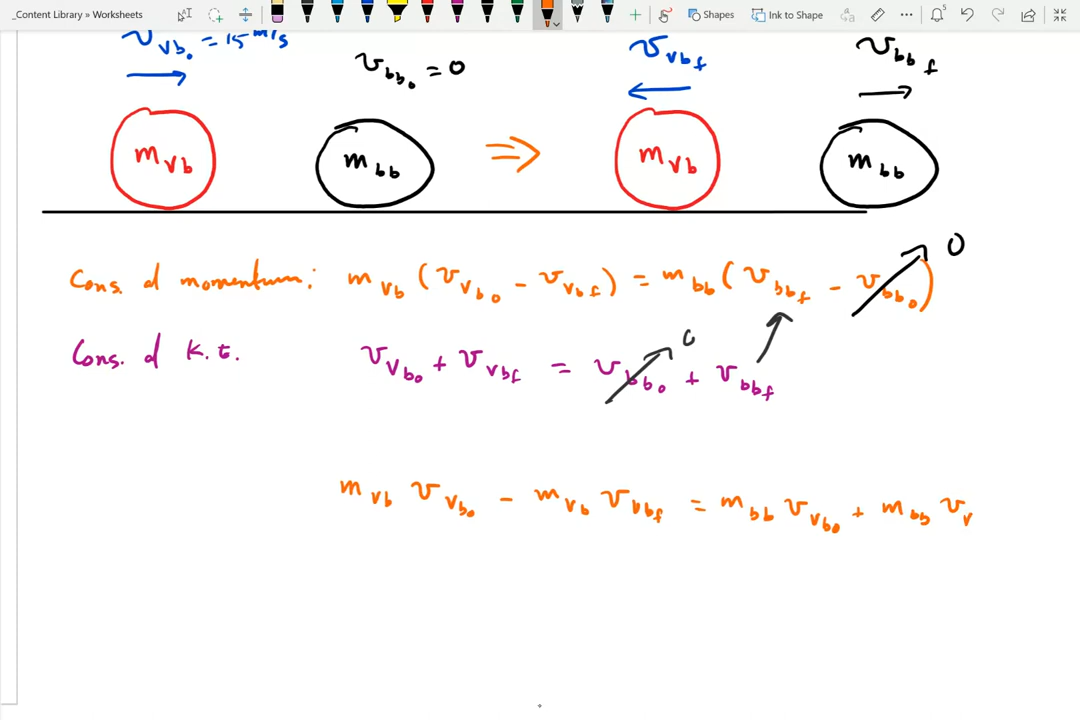 _Content Library » Worksheets
Shapes
Ink to Shape
5
v_vb₀ = 15 m/s
v_bb₀ = 0
v_vbf
v_bbf
m_vb
m_bb
⇒
m_vb
m_bb
Cons. of momentum: m_vb (v_vb₀ - v_vbf) = m_bb (v_bbf - v_bb₀) 0
Cons. of K.E. v_vb₀ + v_vbf = v_bb₀ 0 + v_bbf
m_vb v_vb₀ - m_vb v_vbf = m_bb v_vb₀ + m_bb v_v